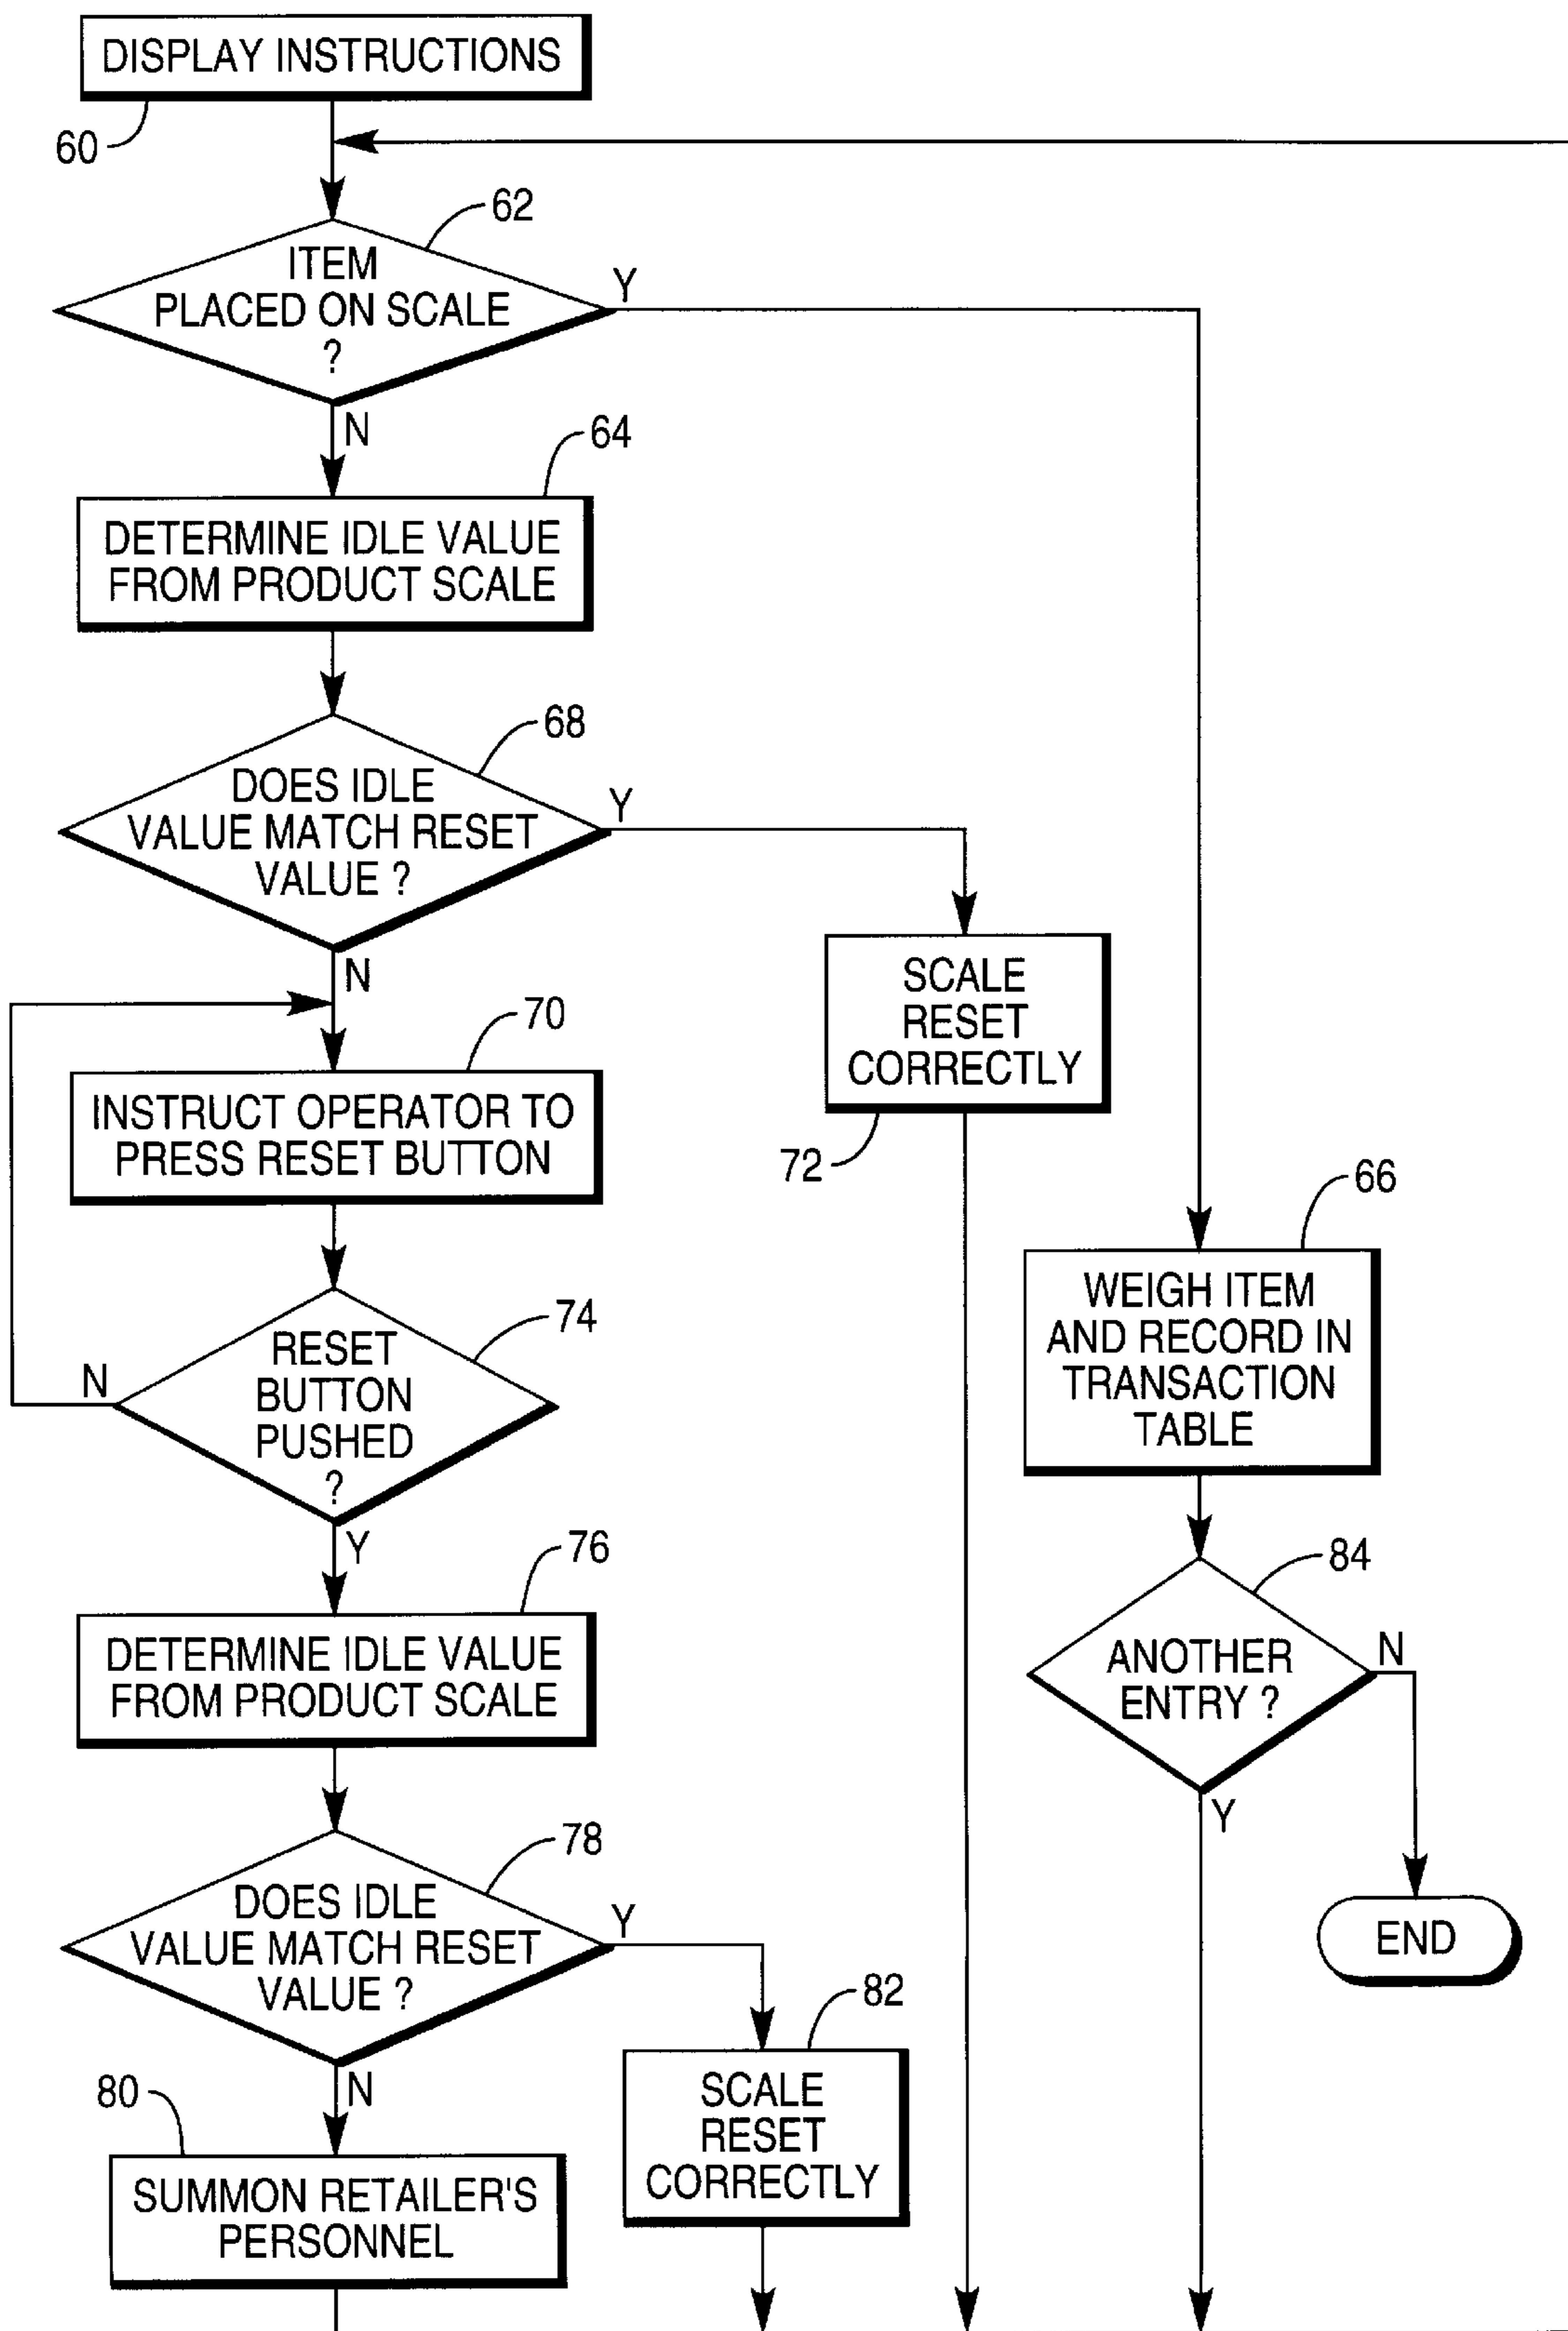 DISPLAY INSTRUCTIONS
60
62
ITEM
PLACED ON SCALE
?
Y
N
64
DETERMINE IDLE VALUE
FROM PRODUCT SCALE
68
DOES IDLE
VALUE MATCH RESET
VALUE ?
Y
N
SCALE
RESET
CORRECTLY
72
70
INSTRUCT OPERATOR TO
PRESS RESET BUTTON
66
WEIGH ITEM
AND RECORD IN
TRANSACTION
TABLE
74
RESET
BUTTON
PUSHED
?
N
Y
76
DETERMINE IDLE VALUE
FROM PRODUCT SCALE
84
ANOTHER
ENTRY ?
N
Y
END
78
DOES IDLE
VALUE MATCH RESET
VALUE ?
Y
N
82
SCALE
RESET
CORRECTLY
80
SUMMON RETAILER'S
PERSONNEL